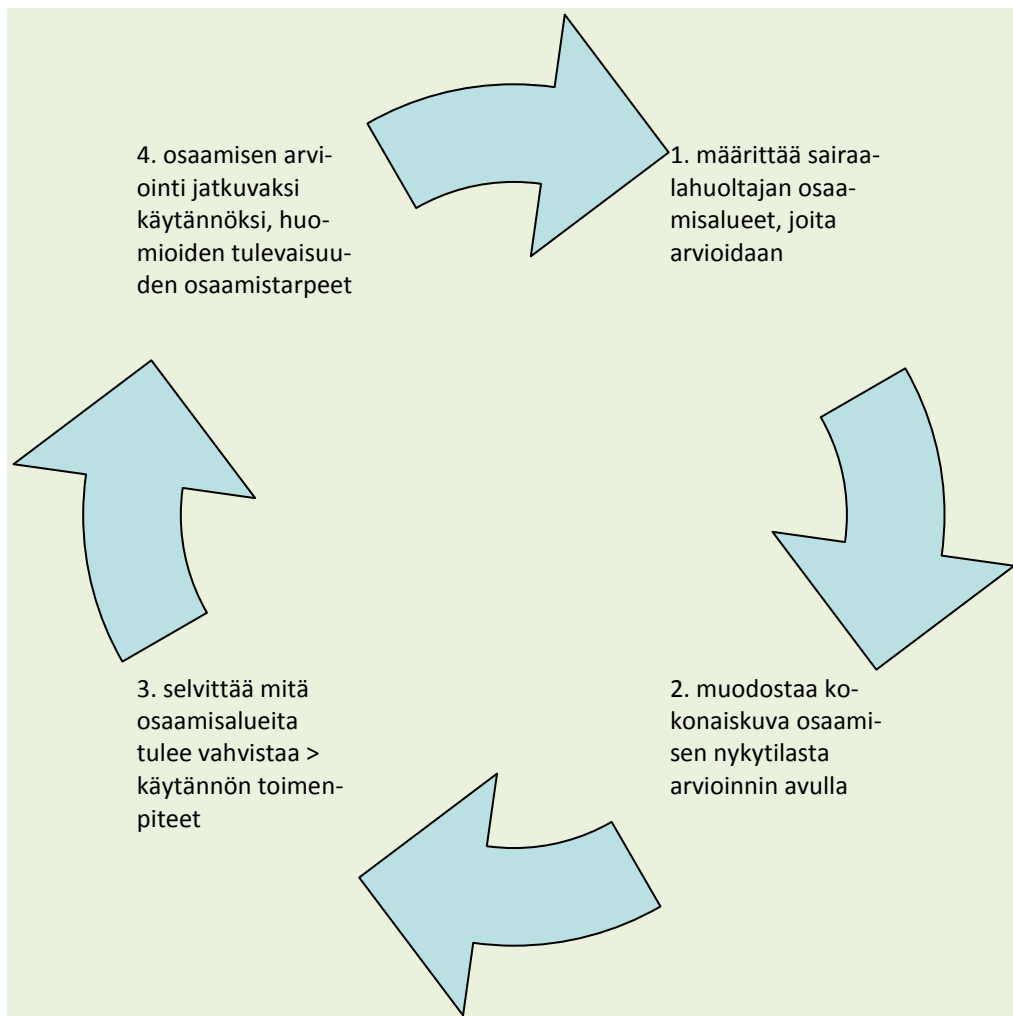 1. määrittää sairaa-
lahuoltajan osaa-
misalueet, joita
arvioidaan
2. muodostaa ko-
konaiskuva osaami-
sen nykytilasta
arvioinnin avulla
3. selvittää mitä
osaamisalueita
tulee vahvistaa >
käytännön toimen-
piteet
4. osaamisen arvi-
ointi jatkuvaksi
käytännöksi, huo-
mioiden tulevaisuu-
den osaamistarpeet